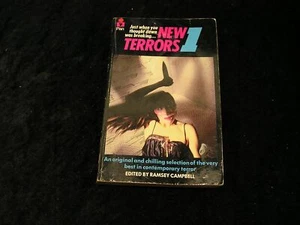 Pan
Just when you
thought dawn
was breaking...
NEW
TERRORS 1
An original and chilling selection of the very
best in contemporary terror
EDITED BY RAMSEY CAMPBELL